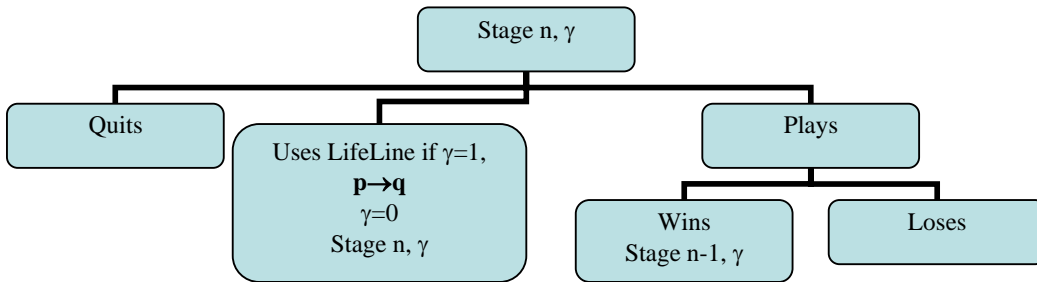 Stage n, γ
Quits
Uses LifeLine if γ=1,
p→q
γ=0
Stage n, γ
Plays
Wins
Stage n-1, γ
Loses